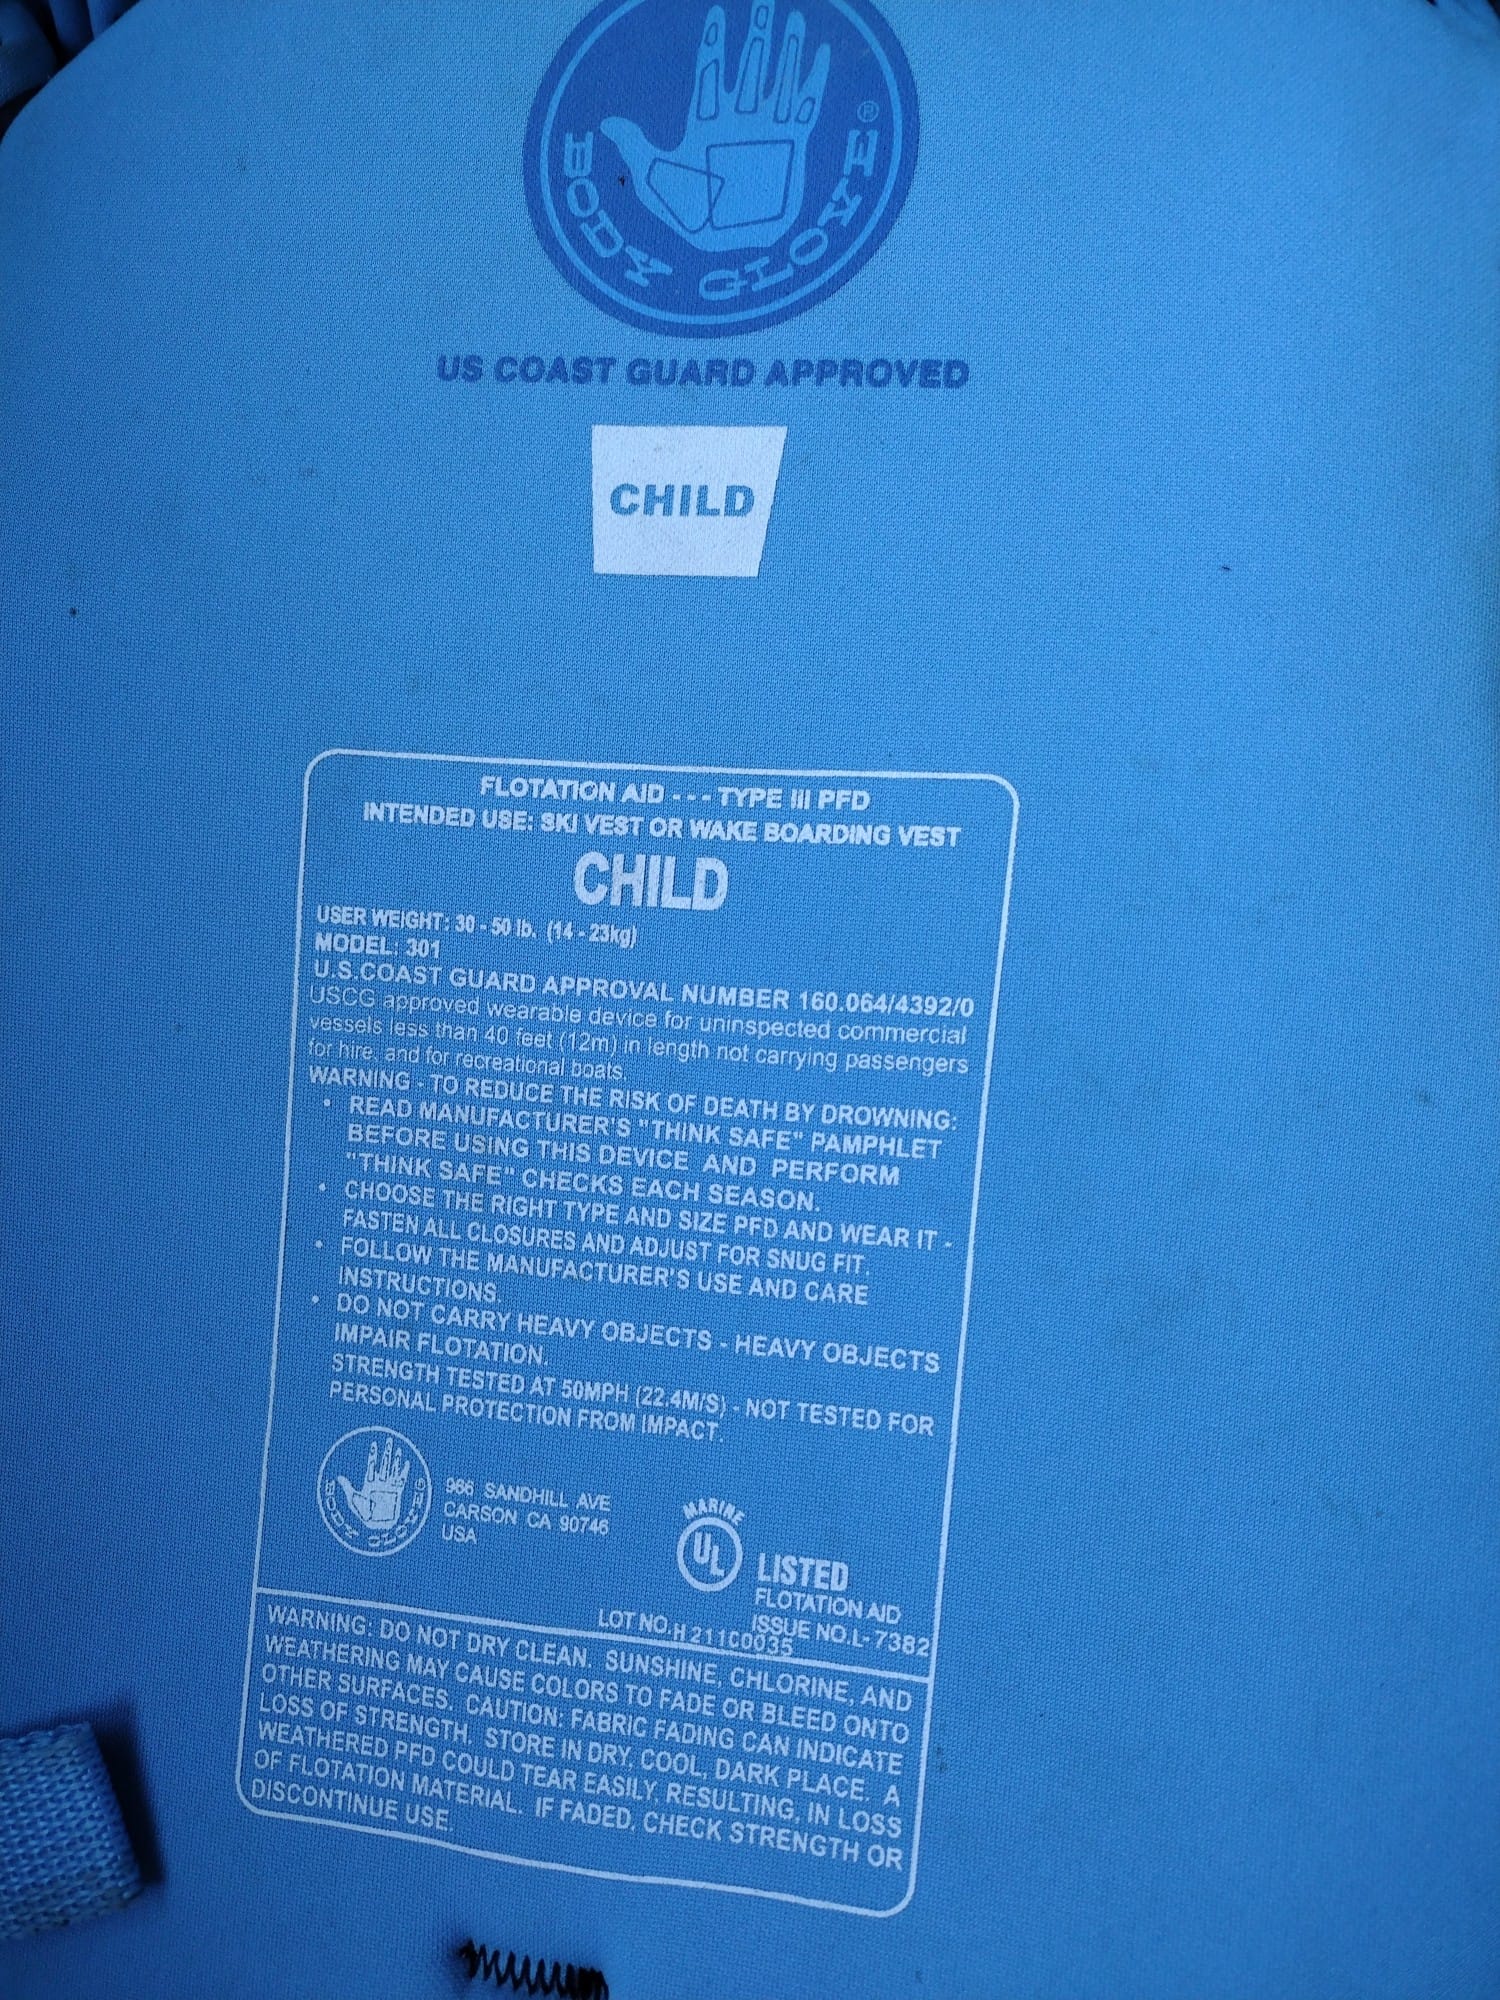 BODY GLOVE ®
US COAST GUARD APPROVED
CHILD
FLOTATION AID - - - TYPE III PFD
INTENDED USE: SKI VEST OR WAKE BOARDING VEST
CHILD
USER WEIGHT: 30 - 50 lb. (14 - 23kg)
MODEL: 301
U.S.COAST GUARD APPROVAL NUMBER 160.064/4392/0
USCG approved wearable device for uninspected commercial
vessels less than 40 feet (12m) in length not carrying passengers
for hire, and for recreational boats.
WARNING - TO REDUCE THE RISK OF DEATH BY DROWNING:
• READ MANUFACTURER'S "THINK SAFE" PAMPHLET
BEFORE USING THIS DEVICE AND PERFORM
"THINK SAFE" CHECKS EACH SEASON.
• CHOOSE THE RIGHT TYPE AND SIZE PFD AND WEAR IT -
FASTEN ALL CLOSURES AND ADJUST FOR SNUG FIT.
• FOLLOW THE MANUFACTURER'S USE AND CARE
INSTRUCTIONS.
• DO NOT CARRY HEAVY OBJECTS - HEAVY OBJECTS
IMPAIR FLOTATION.
STRENGTH TESTED AT 50MPH (22.4M/S) - NOT TESTED FOR
PERSONAL PROTECTION FROM IMPACT.
BODY GLOVE
986 SANDHILL AVE
CARSON CA 90746
USA
MARINE
UL
LISTED
FLOTATION AID
ISSUE NO.L- 7382
LOT NO.H211C0035
WARNING: DO NOT DRY CLEAN. SUNSHINE, CHLORINE, AND
WEATHERING MAY CAUSE COLORS TO FADE OR BLEED ONTO
OTHER SURFACES. CAUTION: FABRIC FADING CAN INDICATE
LOSS OF STRENGTH. STORE IN DRY, COOL, DARK PLACE. A
WEATHERED PFD COULD TEAR EASILY, RESULTING, IN LOSS
OF FLOTATION MATERIAL. IF FADED, CHECK STRENGTH OR
DISCONTINUE USE.